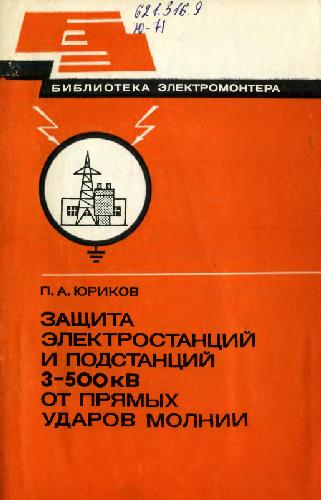 621.316.9
Ю-71
БИБЛИОТЕКА ЭЛЕКТРОМОНТЕРА
П. А. ЮРИКОВ
ЗАЩИТА
ЭЛЕКТРОСТАНЦИЙ
И ПОДСТАНЦИЙ
3-500кВ
ОТ ПРЯМЫХ
УДАРОВ МОЛНИИ